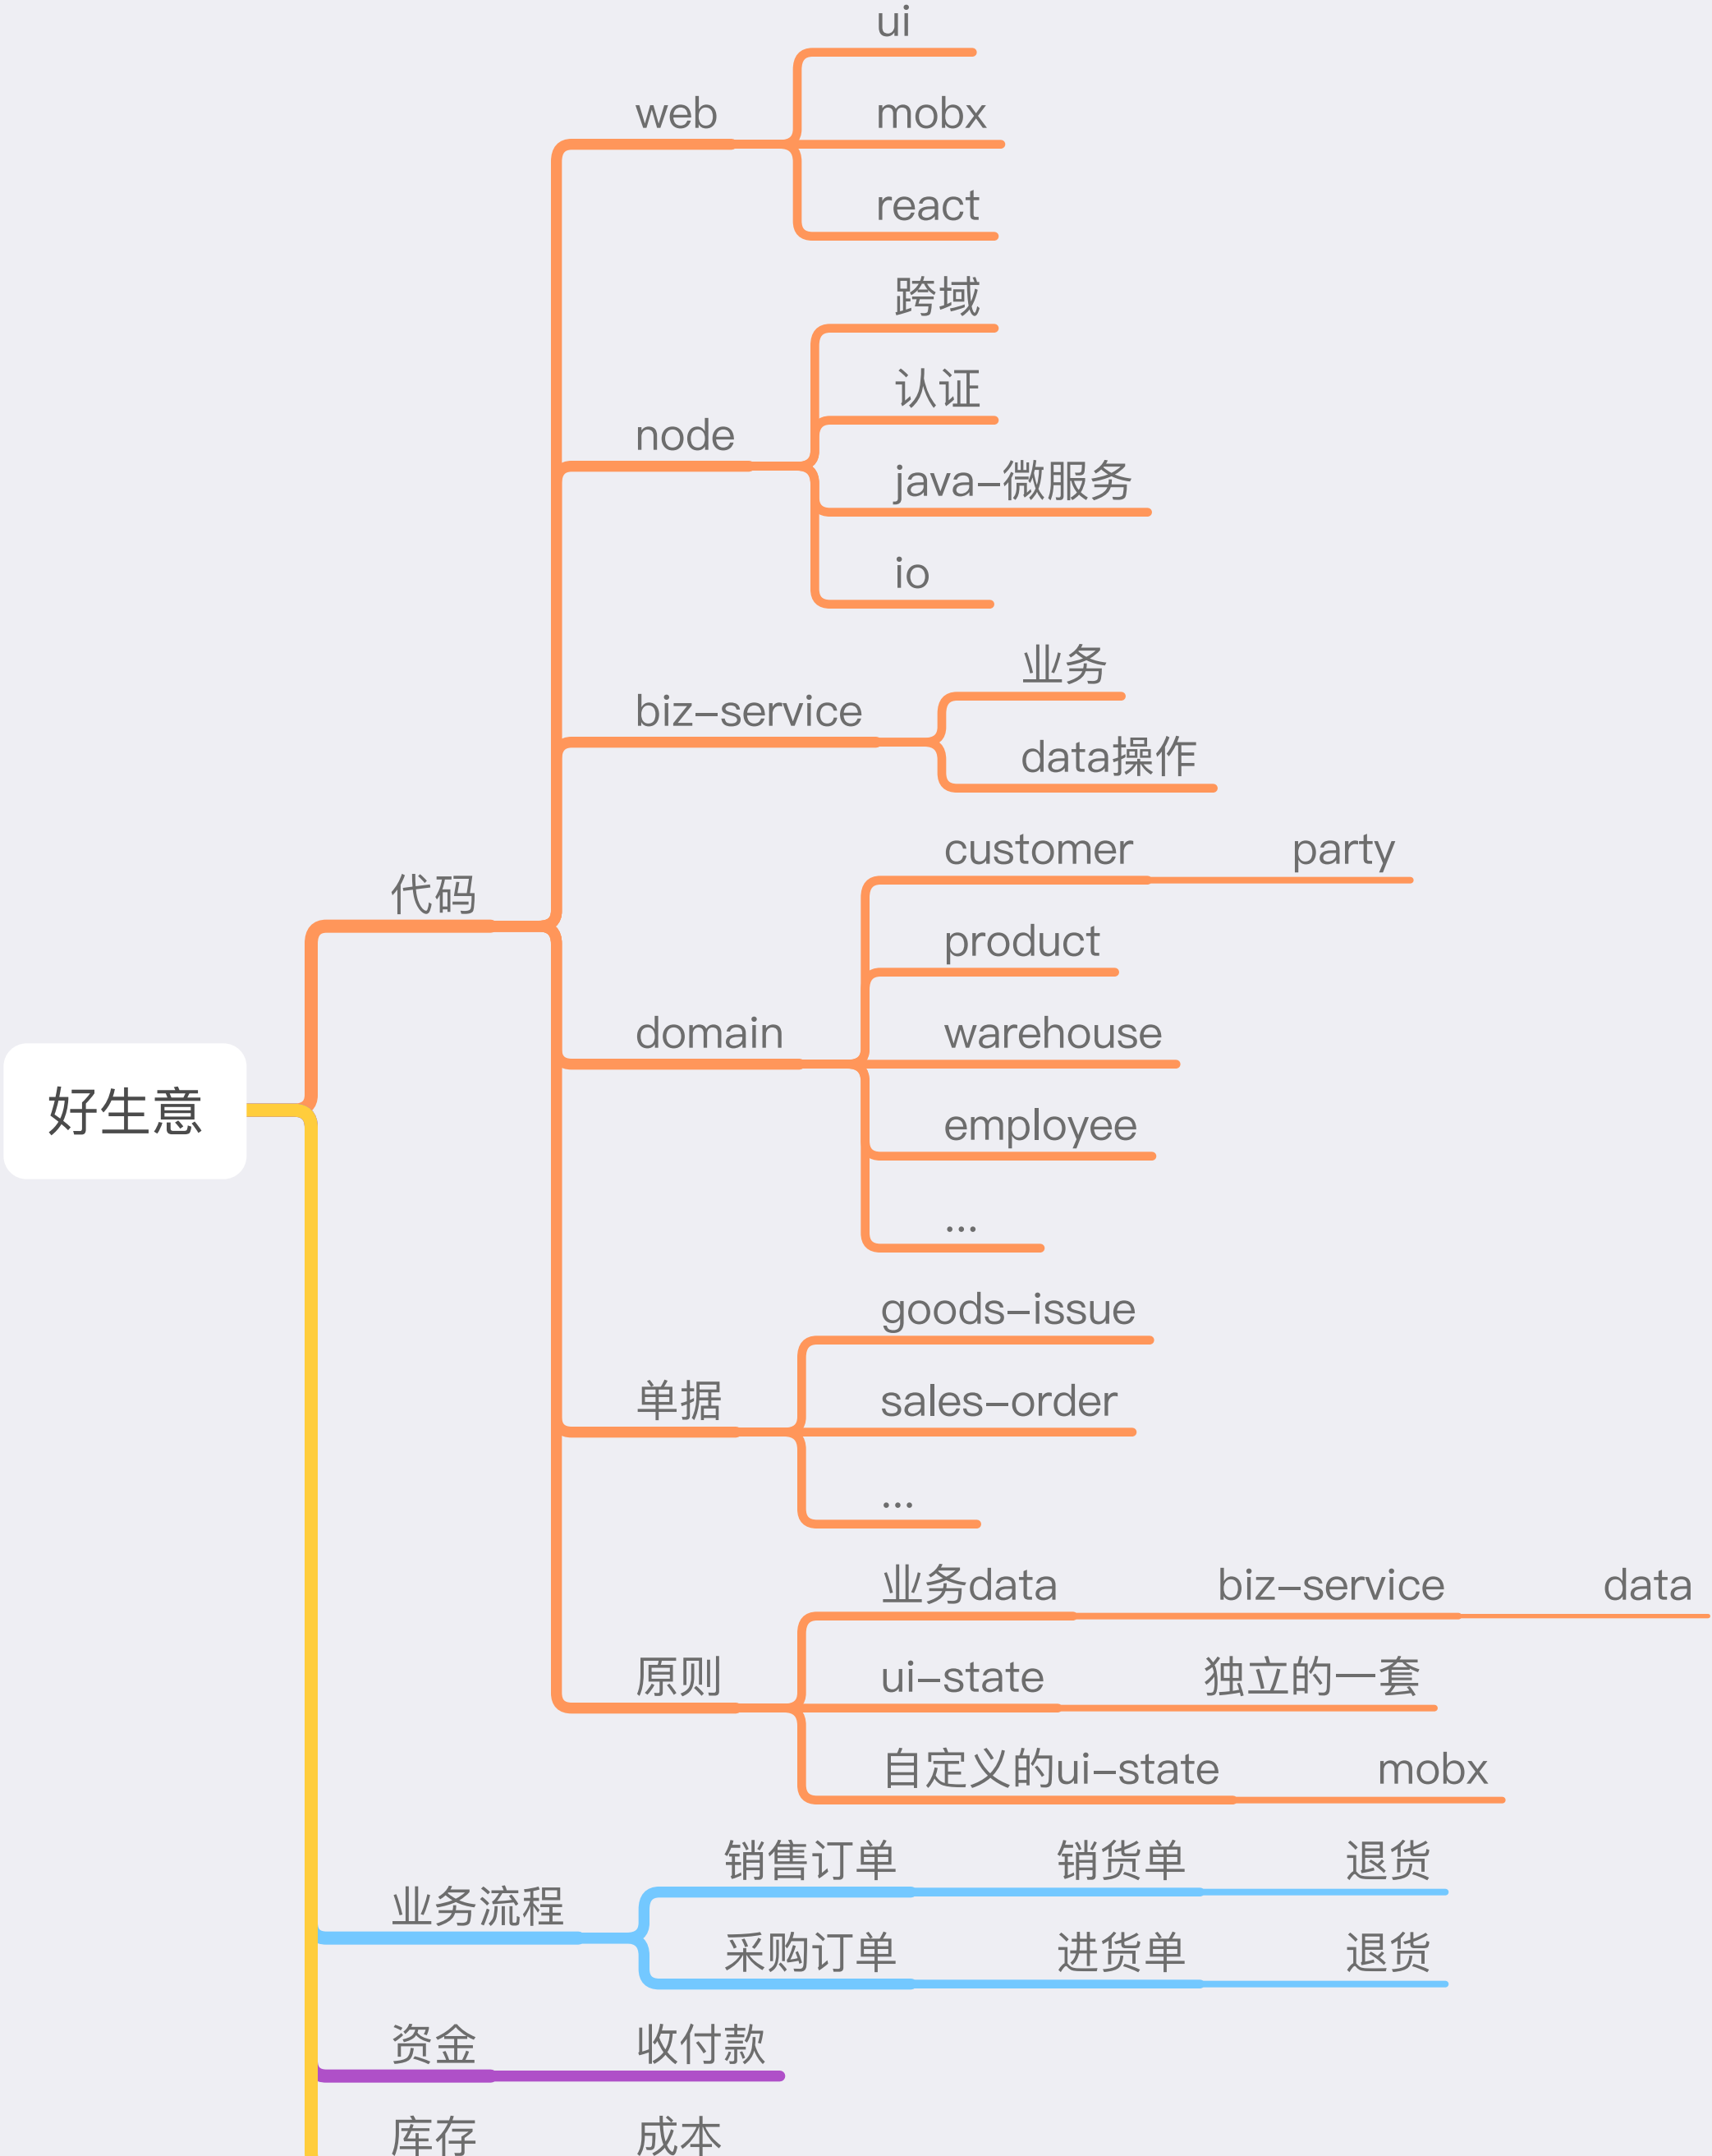 好生意
代码
web
ui
mobx
react
node
跨域
认证
java-微服务
io
biz-service
业务
data操作
domain
customer
party
product
warehouse
employee
...
单据
goods-issue
sales-order
...
原则
业务data
biz-service
data
ui-state
独立的一套
自定义的ui-state
mobx
业务流程
销售订单
销货单
退货
采购订单
进货单
退货
资金
收付款
库存
成本